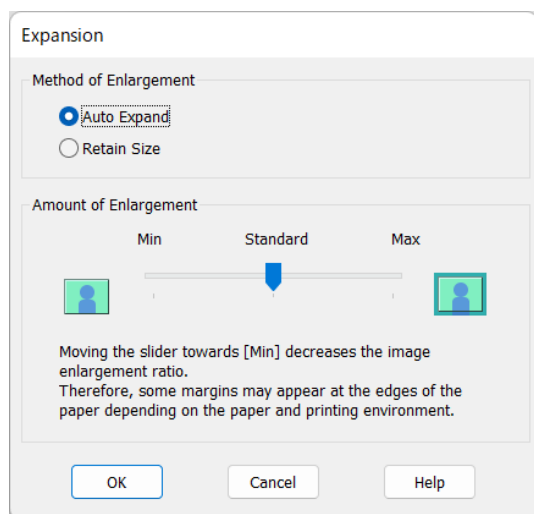 Expansion
Method of Enlargement
Auto Expand
Retain Size
Amount of Enlargement
Min Standard Max
Moving the slider towards [Min] decreases the image
enlargement ratio.
Therefore, some margins may appear at the edges of the
paper depending on the paper and printing environment.
OK Cancel Help